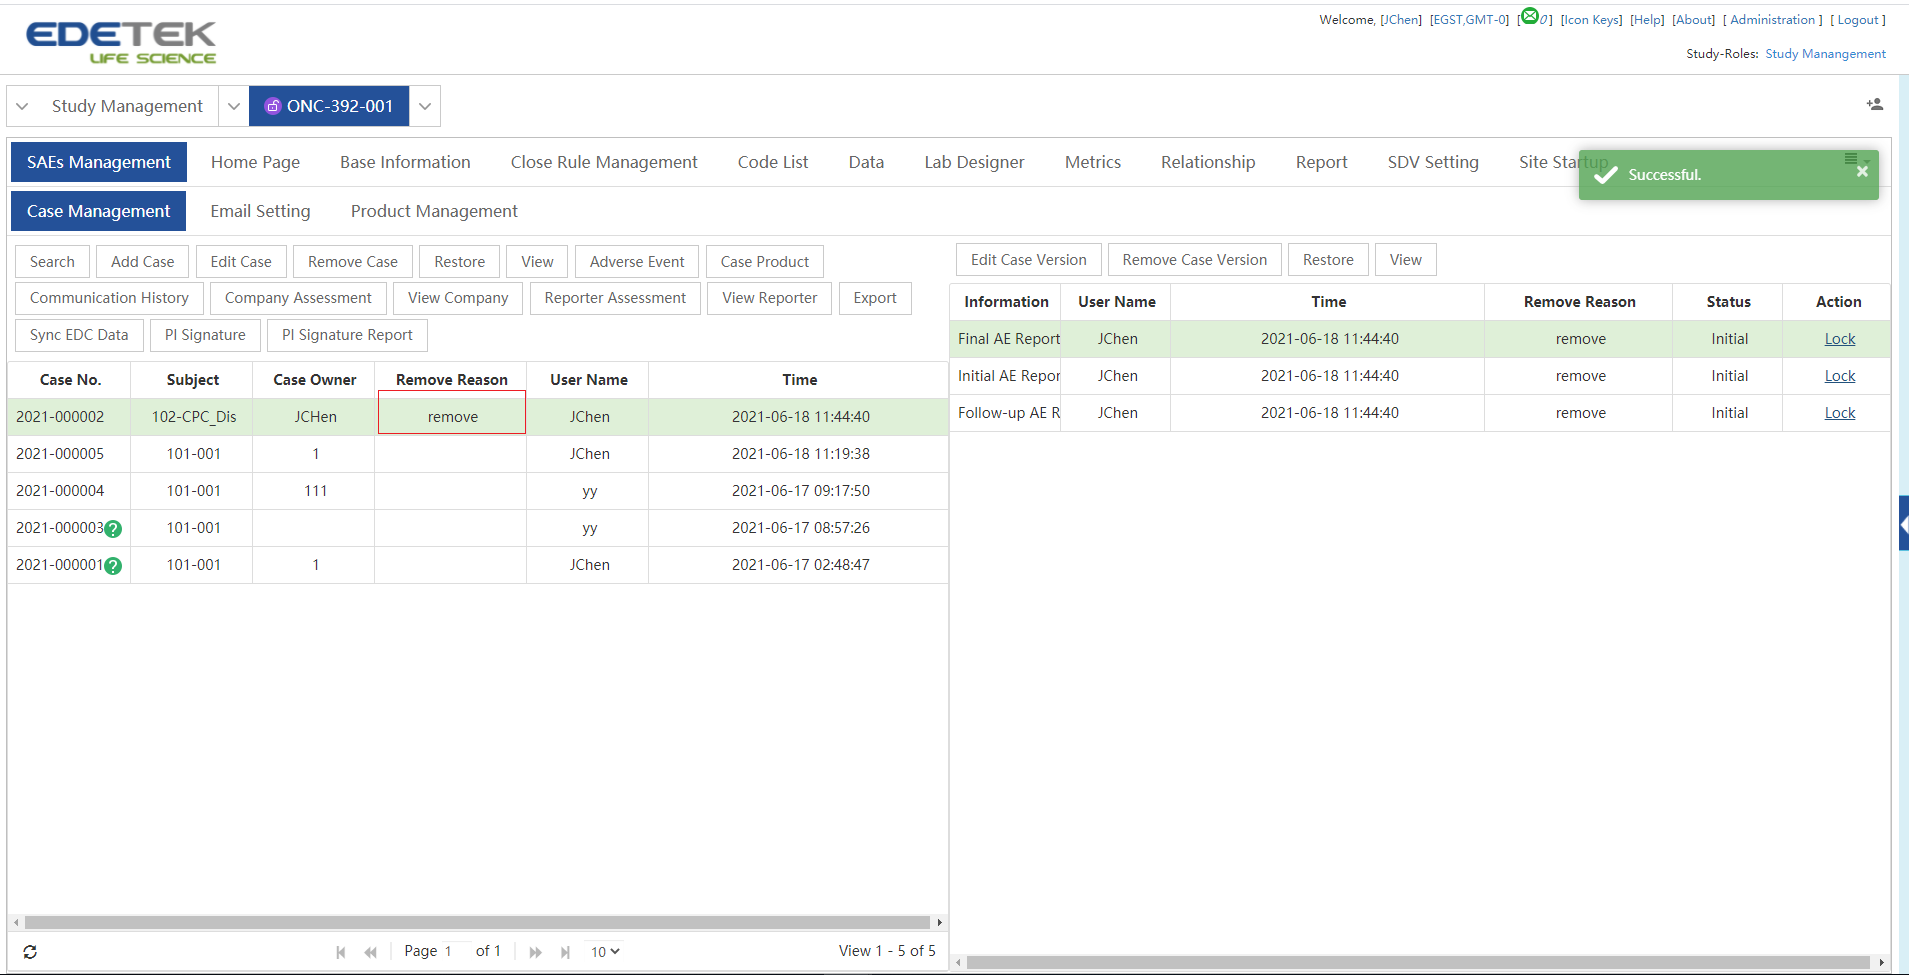 EDETEK
LIFE SCIENCE
Welcome, [JChen] [EGST,GMT-0] [0] [Icon Keys] [Help] [About] [ Administration ] [ Logout ]
Study-Roles: Study Manangement
Study Management ONC-392-001
SAEs Management Home Page Base Information Close Rule Management Code List Data Lab Designer Metrics Relationship Report SDV Setting Site Startup
Successful.
Case Management Email Setting Product Management
Search Add Case Edit Case Remove Case Restore View Adverse Event Case Product
Communication History Company Assessment View Company Reporter Assessment View Reporter Export
Sync EDC Data PI Signature PI Signature Report
Case No. Subject Case Owner Remove Reason User Name Time
2021-000002 102-CPC_Dis JCHen remove JChen 2021-06-18 11:44:40
2021-000005 101-001 1 JChen 2021-06-18 11:19:38
2021-000004 101-001 111 yy 2021-06-17 09:17:50
2021-000003 ? 101-001 yy 2021-06-17 08:57:26
2021-000001 ? 101-001 1 JChen 2021-06-17 02:48:47
Page 1 of 1 10 View 1 - 5 of 5
Edit Case Version Remove Case Version Restore View
Information User Name Time Remove Reason Status Action
Final AE Report JChen 2021-06-18 11:44:40 remove Initial Lock
Initial AE Repor JChen 2021-06-18 11:44:40 remove Initial Lock
Follow-up AE R JChen 2021-06-18 11:44:40 remove Initial Lock